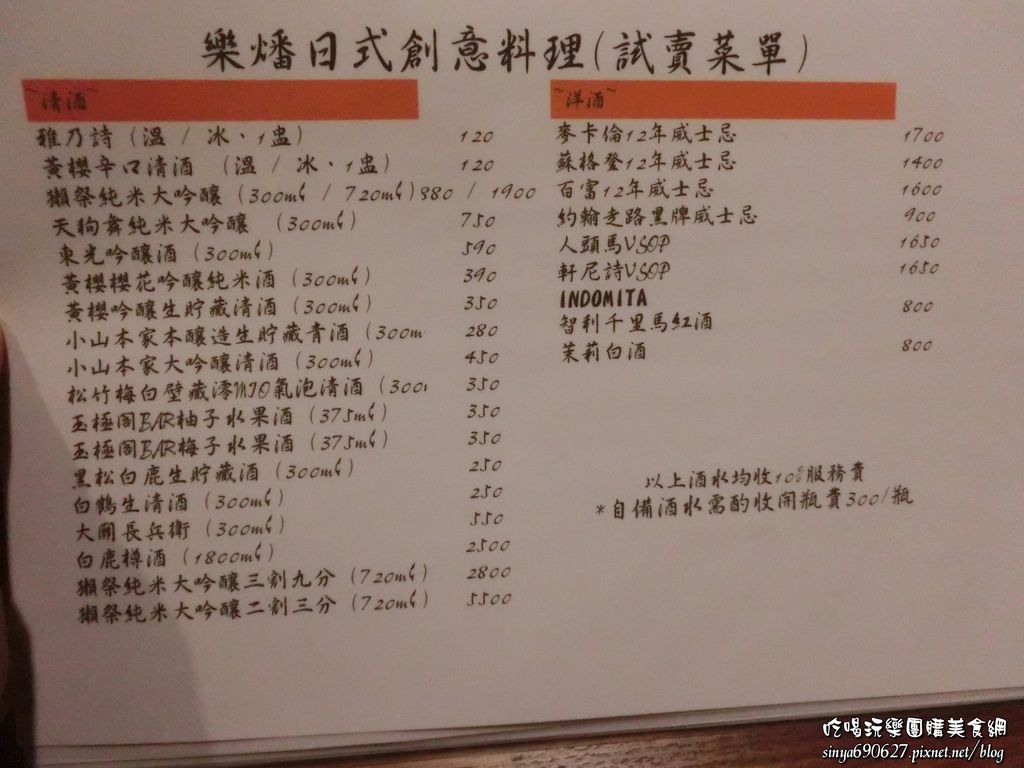 樂燔日式創意料理(試賣菜單)
~清酒~
雅乃詩（溫 / 冰、1盅） 120
黃櫻辛口清酒 （溫 / 冰、1盅） 120
獺祭純米大吟釀（300ml / 720ml）880 / 1900
天狗舞純米大吟釀 （300ml） 750
東光吟釀酒（300ml） 590
黃櫻櫻花吟釀純米酒（300ml） 390
黃櫻吟釀生貯藏清酒（300ml） 350
小山本家本釀造生貯藏青酒（300m 280
小山本家大吟釀清酒（300ml） 450
松竹梅白壁藏澪MIO氣泡清酒（300 350
玉極閣BAR柚子水果酒（375ml） 350
玉極閣BAR梅子水果酒（375ml） 350
黑松白鹿生貯藏酒（300ml） 250
白鶴生清酒（300ml） 250
大關長兵衛（300ml） 550
白鹿樽酒（1800ml） 2500
獺祭純米大吟釀三割九分（720ml） 2800
獺祭純米大吟釀二割三分（720ml） 5500
~洋酒~
麥卡倫12年威士忌 1700
蘇格登12年威士忌 1400
百富12年威士忌 1600
約翰走路黑牌威士忌 900
人頭馬VSOP 1650
軒尼詩VSOP 1650
INDOMITA
智利千里馬紅酒 800
茉莉白酒 800
以上酒水均收10%服務費
*自備酒水需酌收開瓶費300/瓶
吃喝玩樂團購美食網
sinya690627.pixnet.net/blog